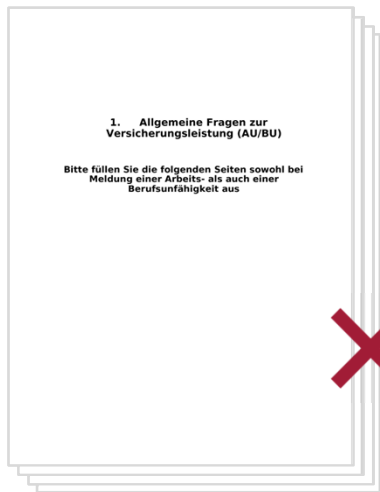 1. Allgemeine Fragen zur
Versicherungsleistung (AU/BU)
Bitte füllen Sie die folgenden Seiten sowohl bei
Meldung einer Arbeits- als auch einer
Berufsunfähigkeit aus